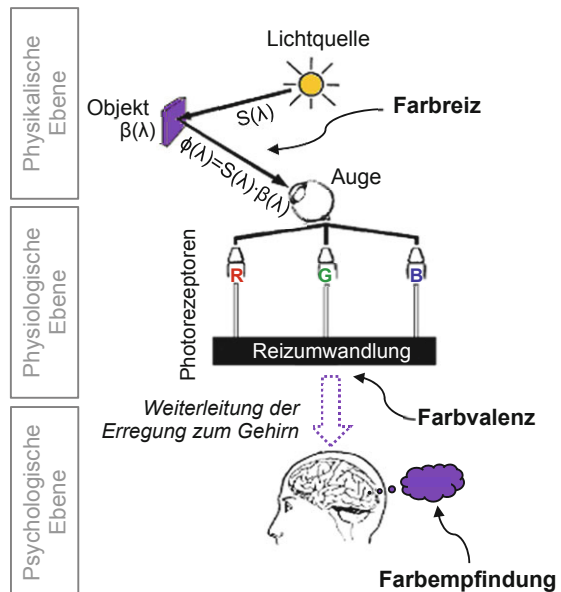 Physikalische
Ebene
Lichtquelle
Objekt
β(λ)
S(λ)
Farbreiz
ϕ(λ)=S(λ)·β(λ)
Auge
Physiologische
Ebene
Photorezeptoren
R G B
Reizumwandlung
Weiterleitung der
Erregung zum Gehirn
Farbvalenz
Psychologische
Ebene
Farbempfindung